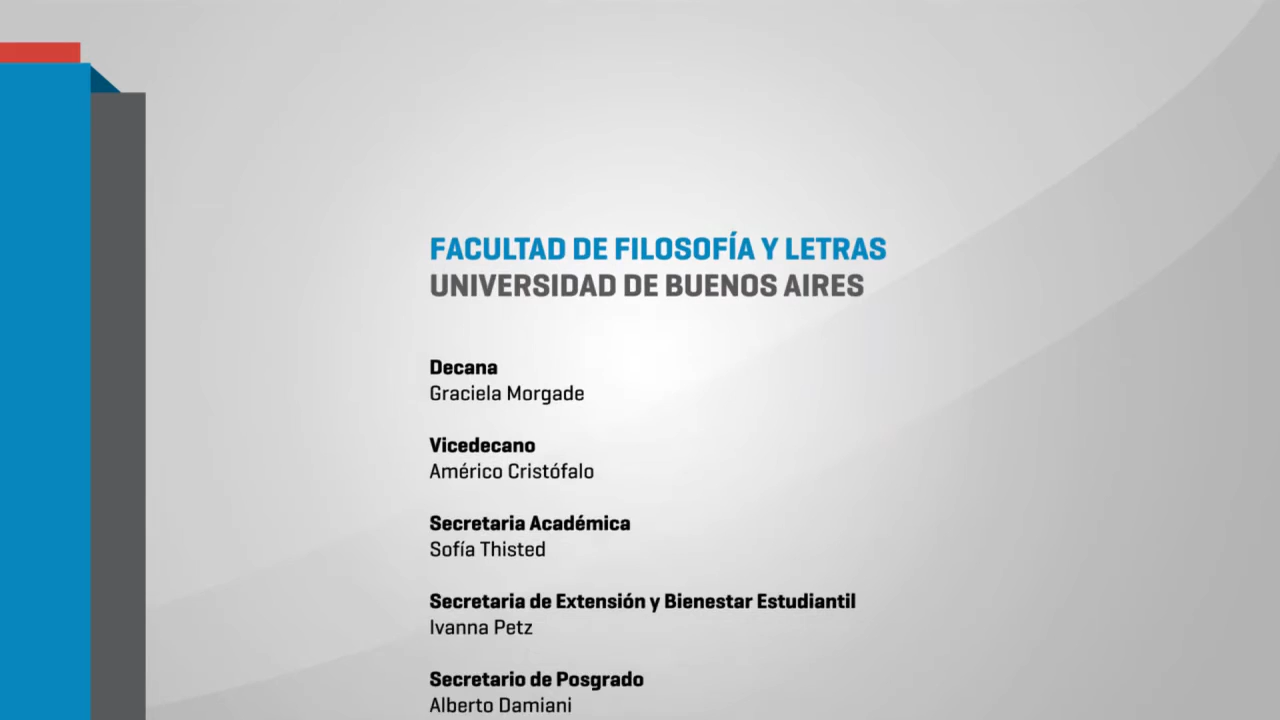 FACULTAD DE FILOSOFÍA Y LETRAS
UNIVERSIDAD DE BUENOS AIRES
Decana
Graciela Morgade
Vicedecano
Américo Cristófalo
Secretaria Académica
Sofía Thisted
Secretaria de Extensión y Bienestar Estudiantil
Ivanna Petz
Secretario de Posgrado
Alberto Damiani